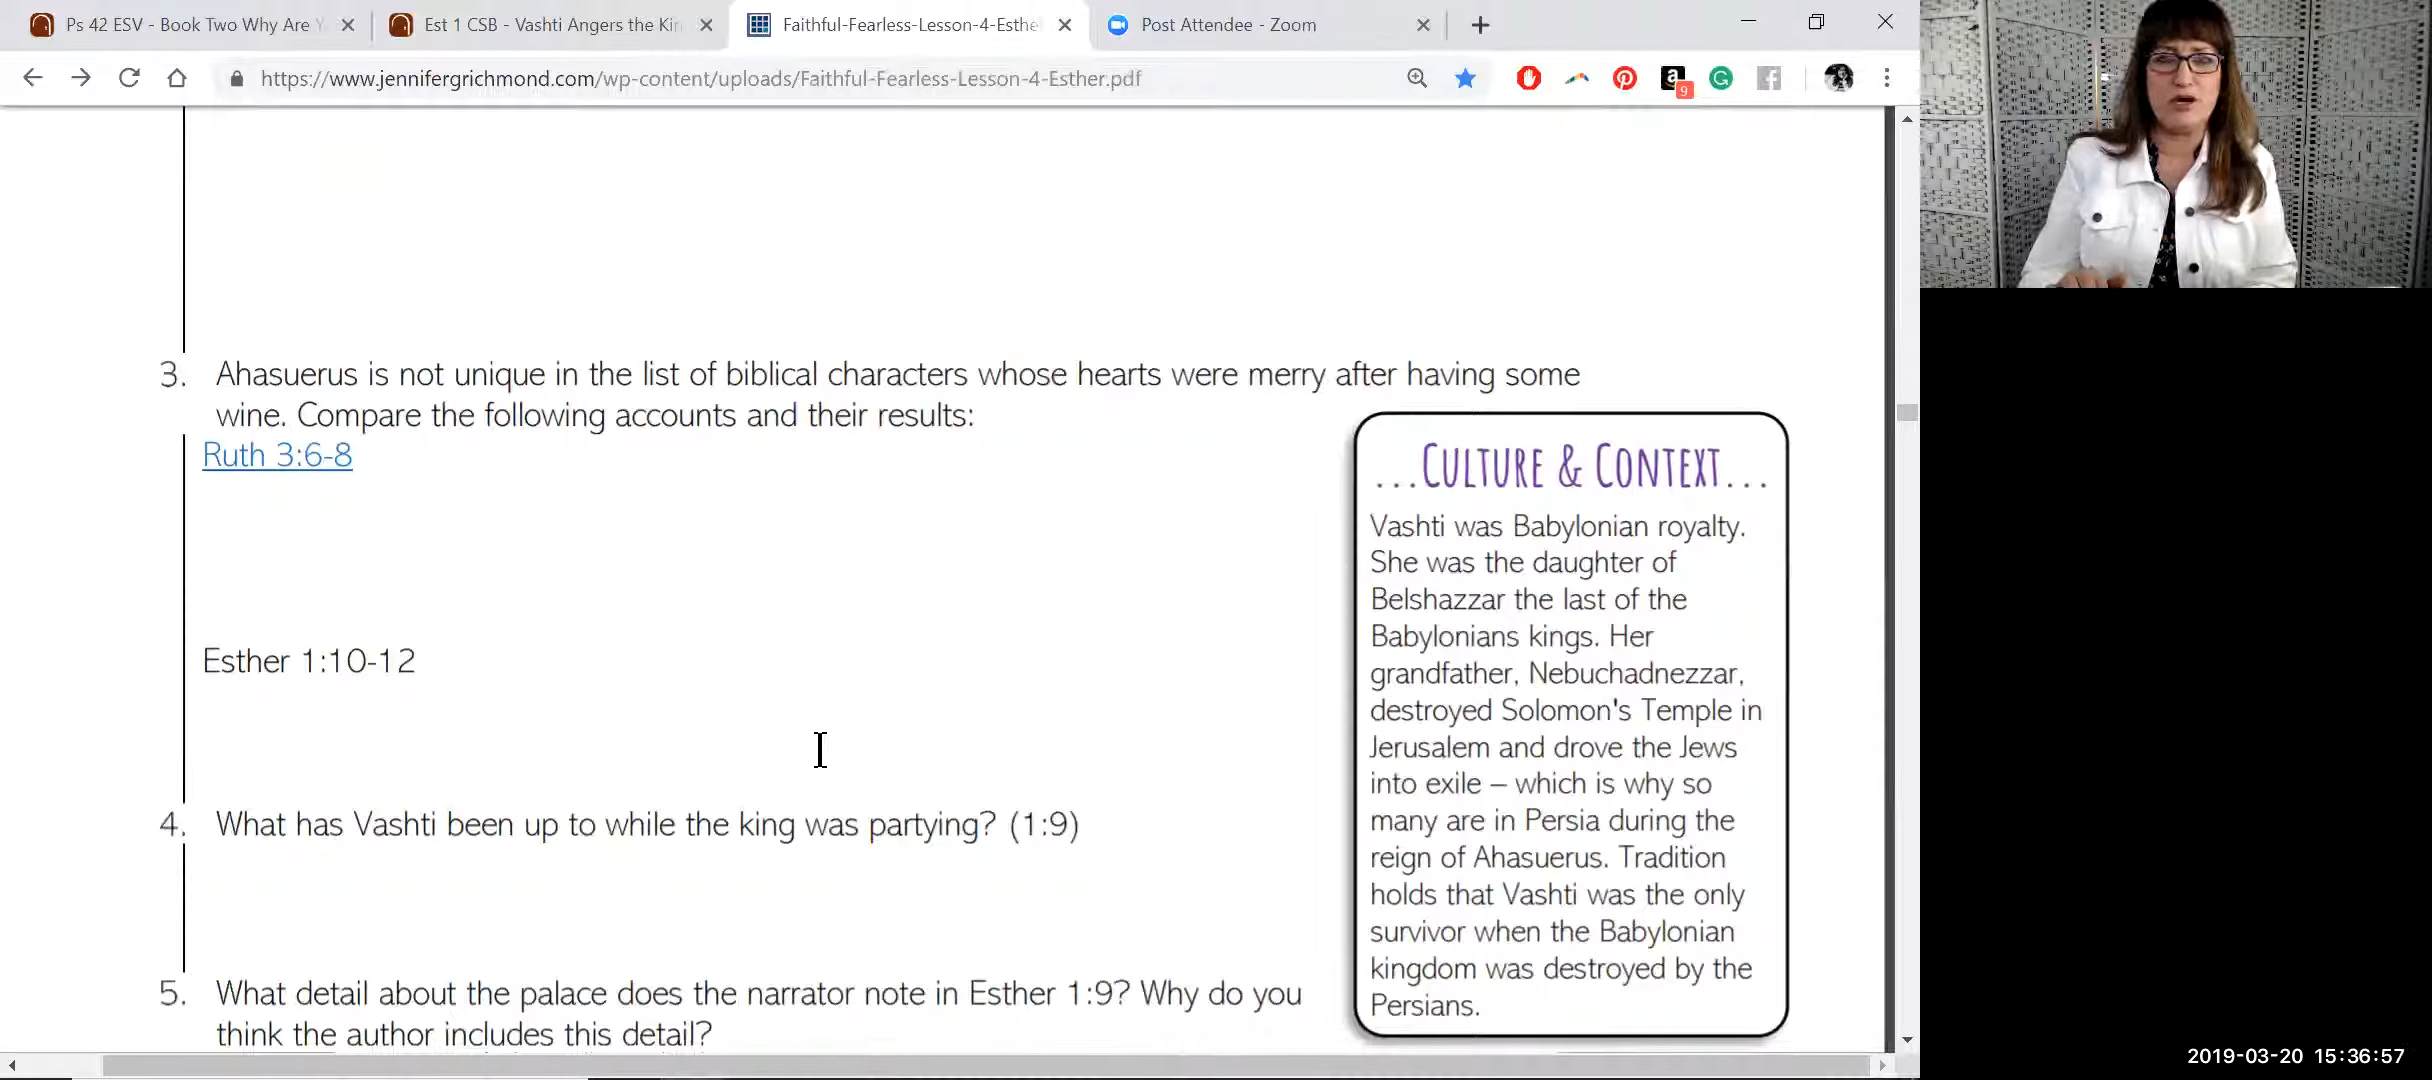 Ps 42 ESV - Book Two Why Are Y
Est 1 CSB - Vashti Angers the Kin
Faithful-Fearless-Lesson-4-Esthe
Post Attendee - Zoom
https://www.jennifergrichmond.com/wp-content/uploads/Faithful-Fearless-Lesson-4-Esther.pdf
9
3. Ahasuerus is not unique in the list of biblical characters whose hearts were merry after having some
wine. Compare the following accounts and their results:
Ruth 3:6-8
Esther 1:10-12
4. What has Vashti been up to while the king was partying? (1:9)
5. What detail about the palace does the narrator note in Esther 1:9? Why do you
think the author includes this detail?
...CULTURE & CONTEXT...
Vashti was Babylonian royalty.
She was the daughter of
Belshazzar the last of the
Babylonians kings. Her
grandfather, Nebuchadnezzar,
destroyed Solomon's Temple in
Jerusalem and drove the Jews
into exile – which is why so
many are in Persia during the
reign of Ahasuerus. Tradition
holds that Vashti was the only
survivor when the Babylonian
kingdom was destroyed by the
Persians.
2019-03-20 15:36:57